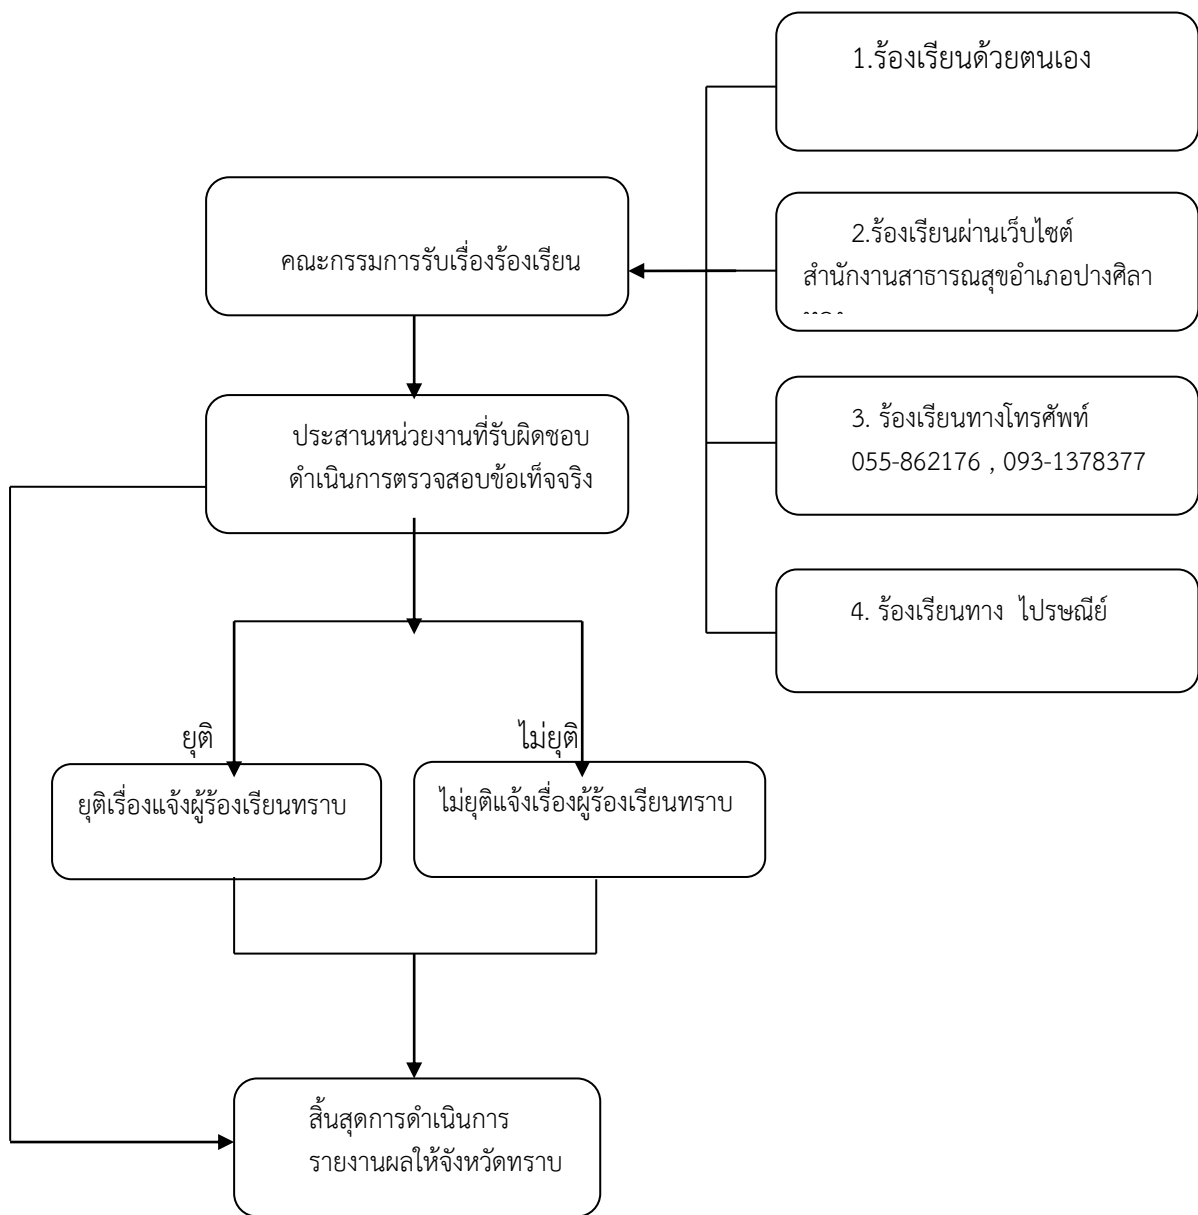 1.ร้องเรียนด้วยตนเอง
2.ร้องเรียนผ่านเว็บไซต์
สำนักงานสาธารณสุขอำเภอปางศิลา
คณะกรรมการรับเรื่องร้องเรียน
3. ร้องเรียนทางโทรศัพท์
055-862176 , 093-1378377
4. ร้องเรียนทาง ไปรษณีย์
ประสานหน่วยงานที่รับผิดชอบ
ดำเนินการตรวจสอบข้อเท็จจริง
ยุติ
ไม่ยุติ
ยุติเรื่องแจ้งผู้ร้องเรียนทราบ
ไม่ยุติแจ้งเรื่องผู้ร้องเรียนทราบ
สิ้นสุดการดำเนินการ
รายงานผลให้จังหวัดทราบ